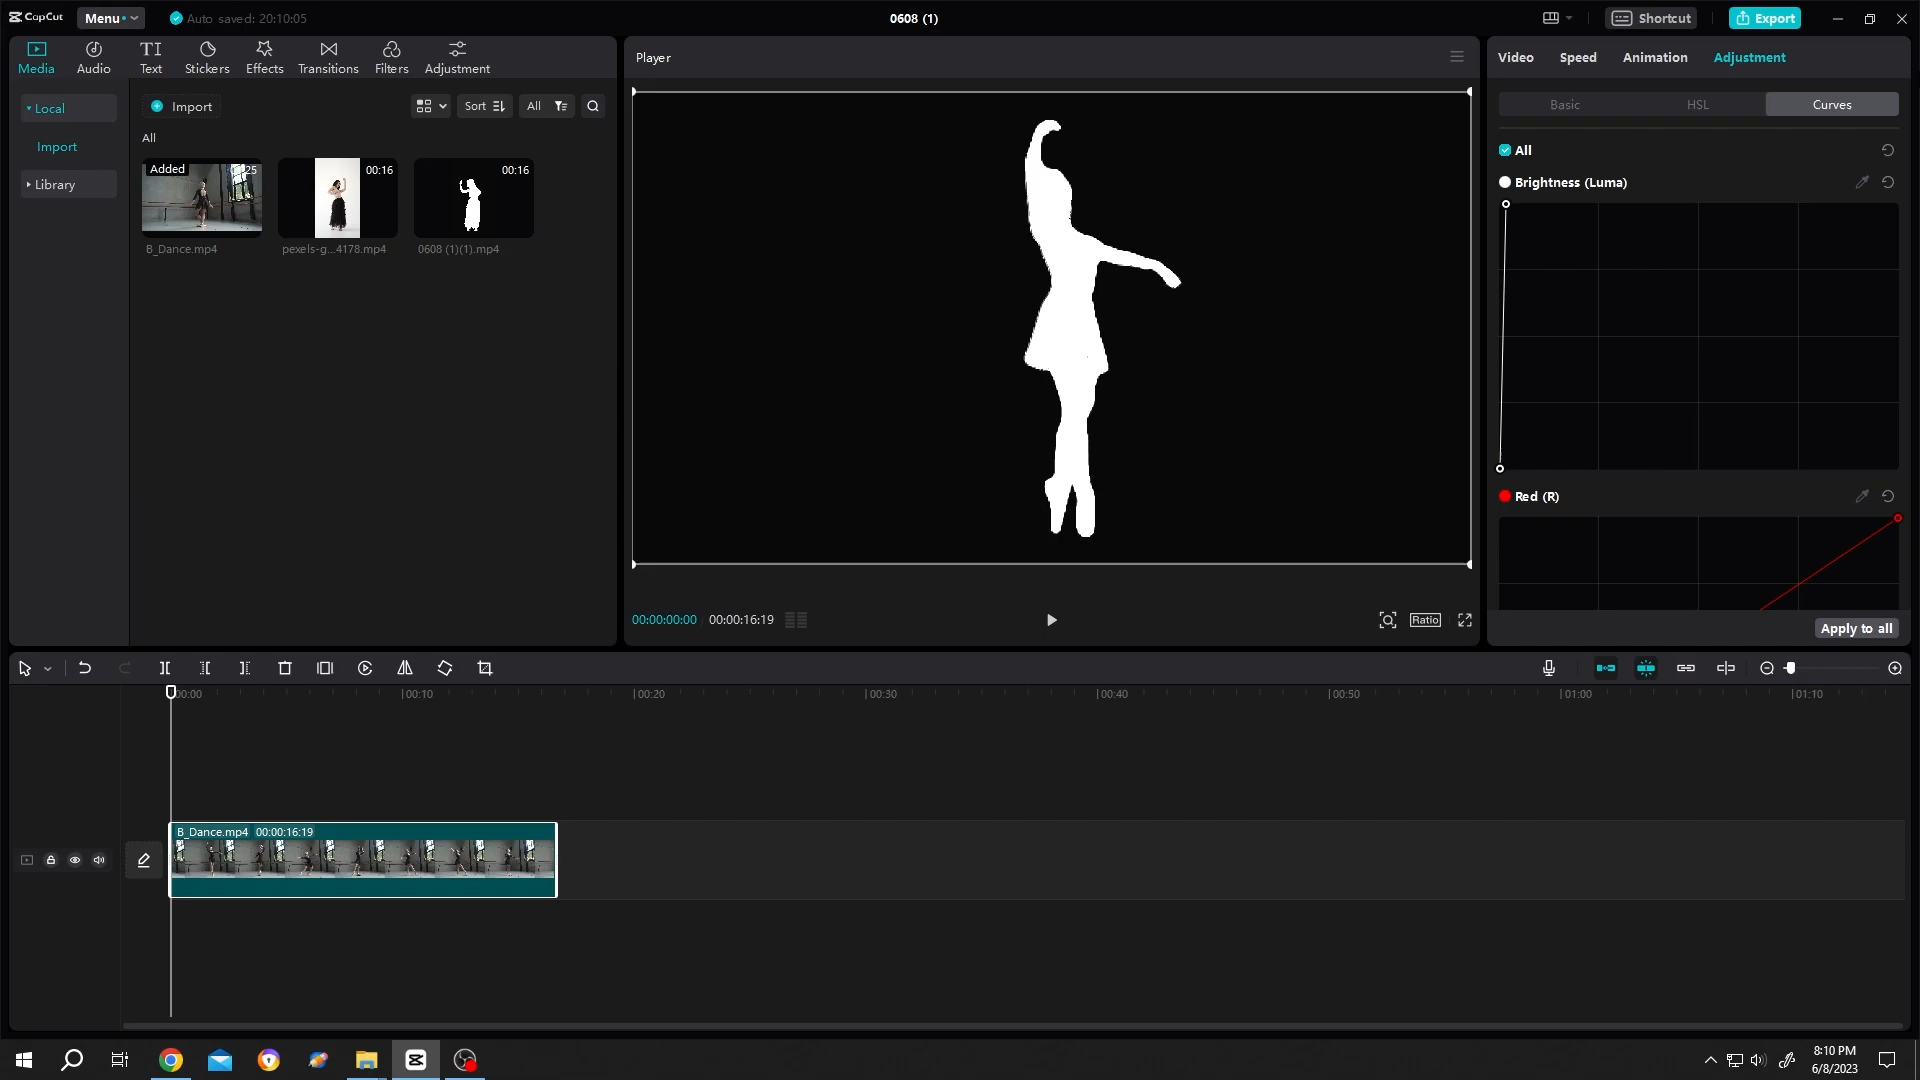 CapCut
Menu
Auto saved: 20:10:05
0608 (1)
Shortcut
Export
Media
Audio
Text
Stickers
Effects
Transitions
Filters
Adjustment
Local
Import
Library
Import
Sort
All
All
Added
00:16
00:16
B_Dance.mp4
pexels-g...4178.mp4
0608 (1)(1).mp4
Player
00:00:00:00
00:00:16:19
Ratio
Video
Speed
Animation
Adjustment
Basic
HSL
Curves
All
Brightness (Luma)
Red (R)
Apply to all
00:00
00:10
00:20
00:30
00:40
00:50
01:00
01:10
B_Dance.mp4 00:00:16:19
8:10 PM
6/8/2023